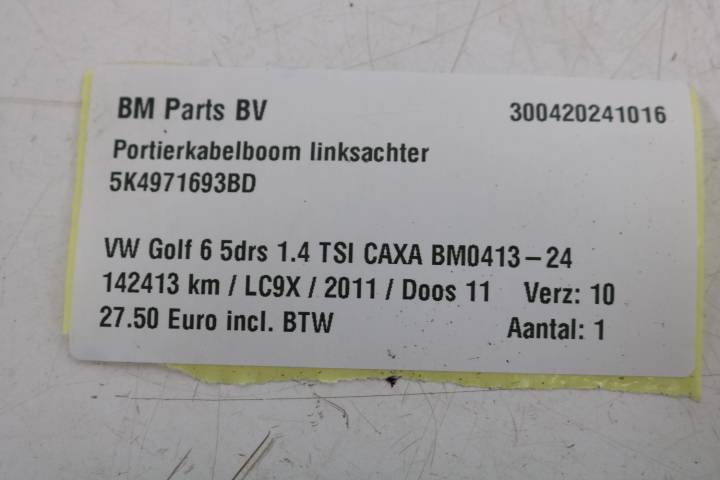 BM Parts BV 300420241016
Portierkabelboom linksachter
5K4971693BD
VW Golf 6 5drs 1.4 TSI CAXA BM0413-24
142413 km / LC9X / 2011 / Doos 11 Verz: 10
27.50 Euro incl. BTW Aantal: 1